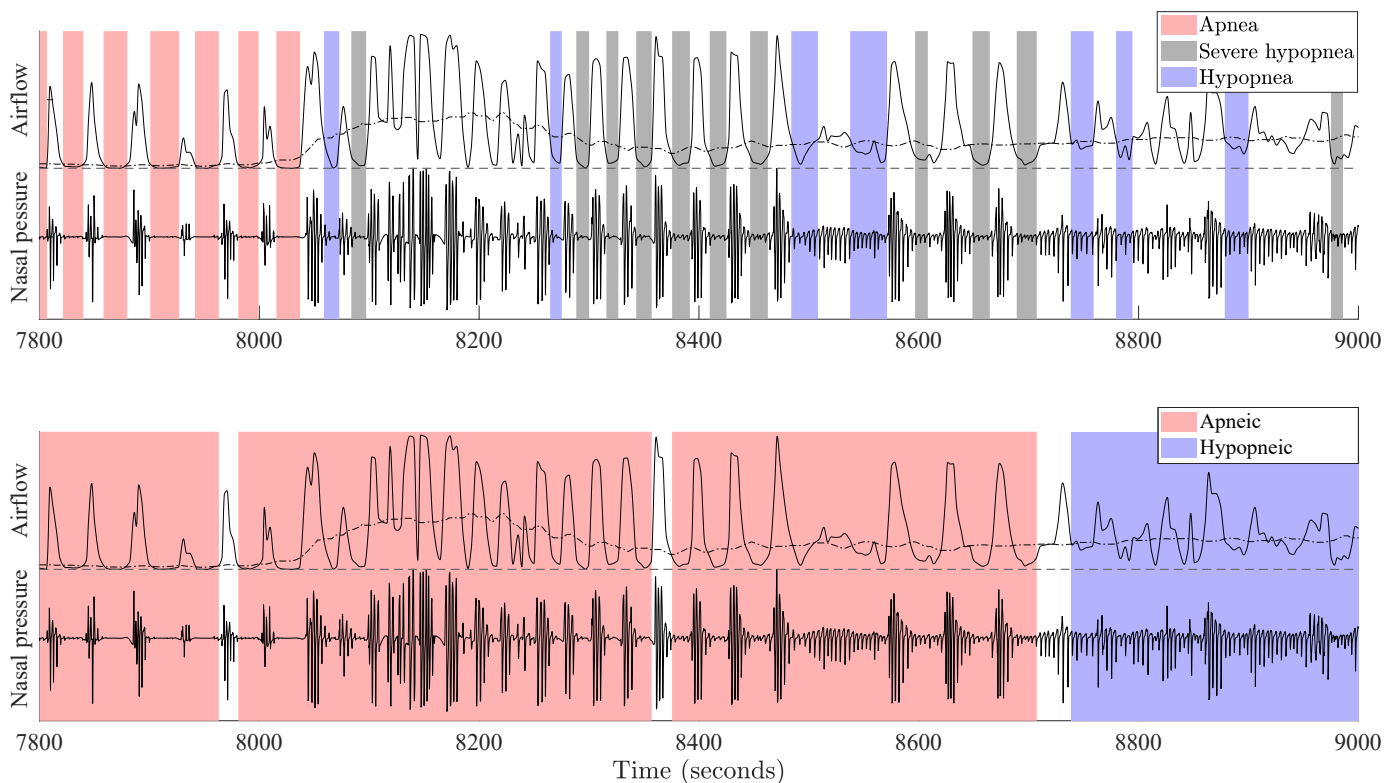 Apnea
Severe hypopnea
Hypopnea
Airflow
Nasal pessure
7800 8000 8200 8400 8600 8800 9000
Apneic
Hypopneic
Airflow
Nasal pressure
7800 8000 8200 8400 8600 8800 9000
Time (seconds)